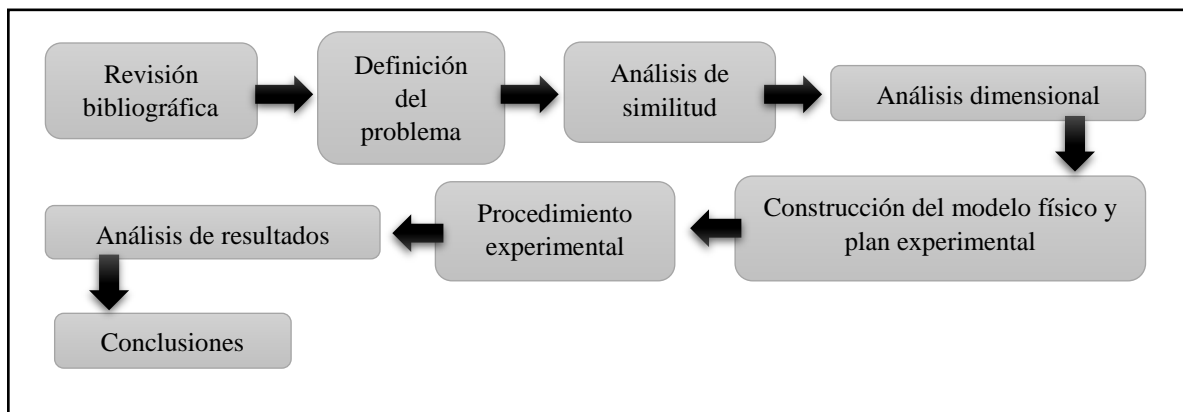 Revisión
bibliográfica
Definición
del
problema
Análisis de
similitud
Análisis dimensional
Construcción del modelo físico y
plan experimental
Procedimiento
experimental
Análisis de resultados
Conclusiones